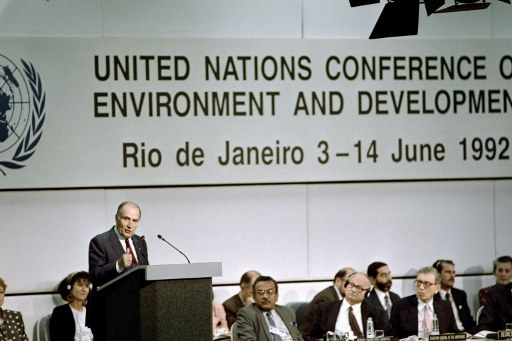 UNITED NATIONS CONFERENCE O
ENVIRONMENT AND DEVELOPMEN
Rio de Janeiro 3-14 June 1992